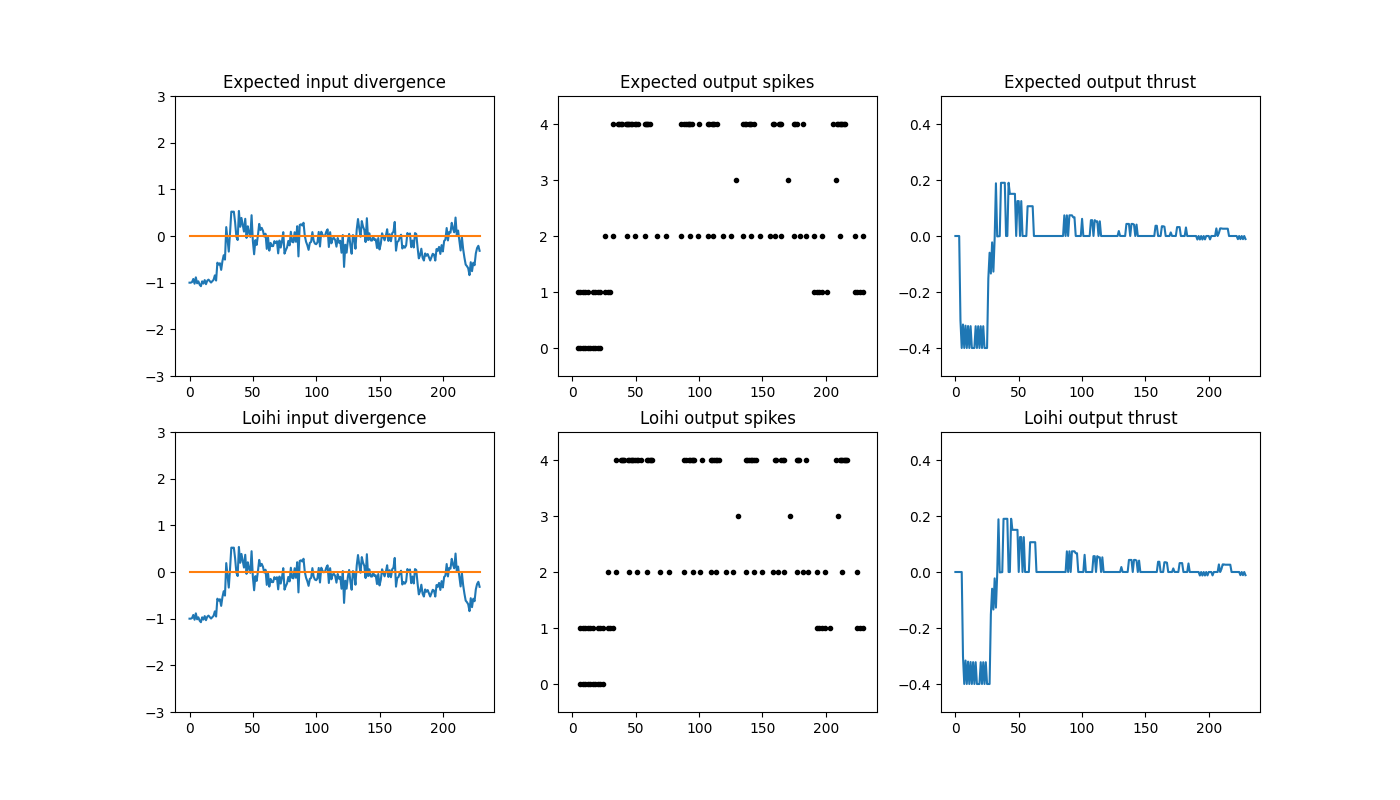 Expected input divergence
3
2
1
0
−1
−2
−3
0 50 100 150 200
Expected output spikes
4
3
2
1
0
0 50 100 150 200
Expected output thrust
0.4
0.2
0.0
−0.2
−0.4
0 50 100 150 200
Loihi input divergence
3
2
1
0
−1
−2
−3
0 50 100 150 200
Loihi output spikes
4
3
2
1
0
0 50 100 150 200
Loihi output thrust
0.4
0.2
0.0
−0.2
−0.4
0 50 100 150 200